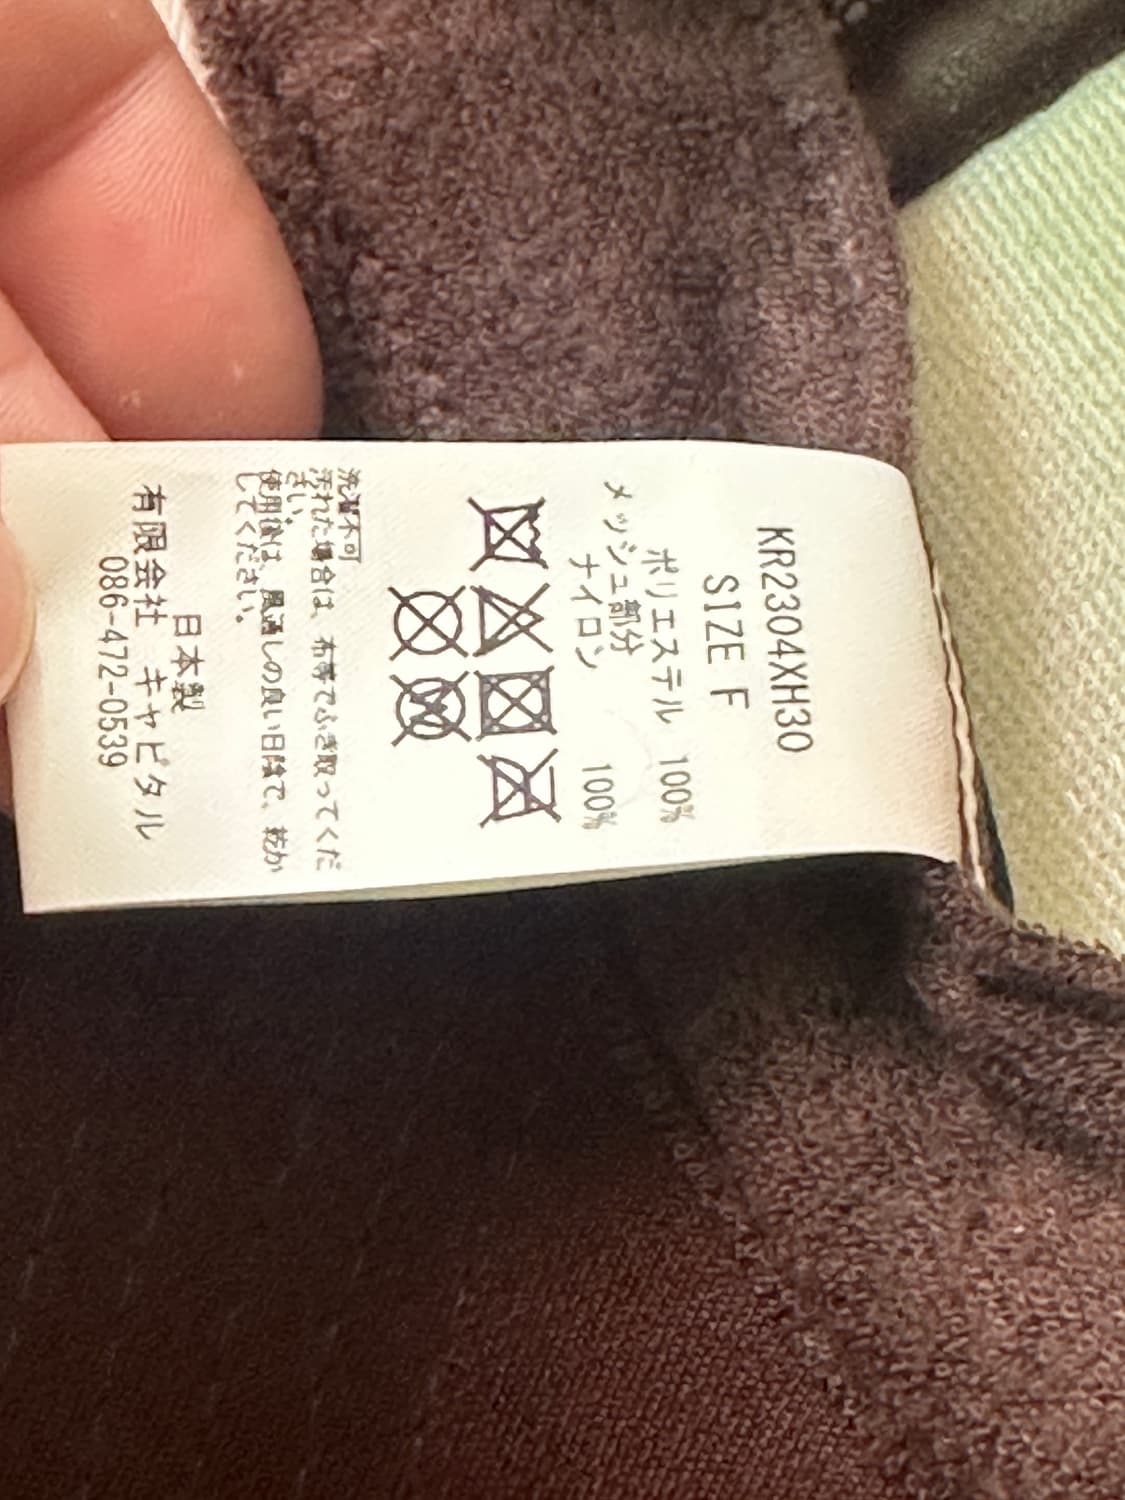 KR2304XH30
SIZE F
ポリエステル 100%
メッシュ部分
ナイロン 100%
洗濯不可
汚れた場合は、布等でふき取ってくだ
さい。
使用後は、風通しの良い日陰で、乾か
してください。
日本製
有限会社 キャピタル
086-472-0539